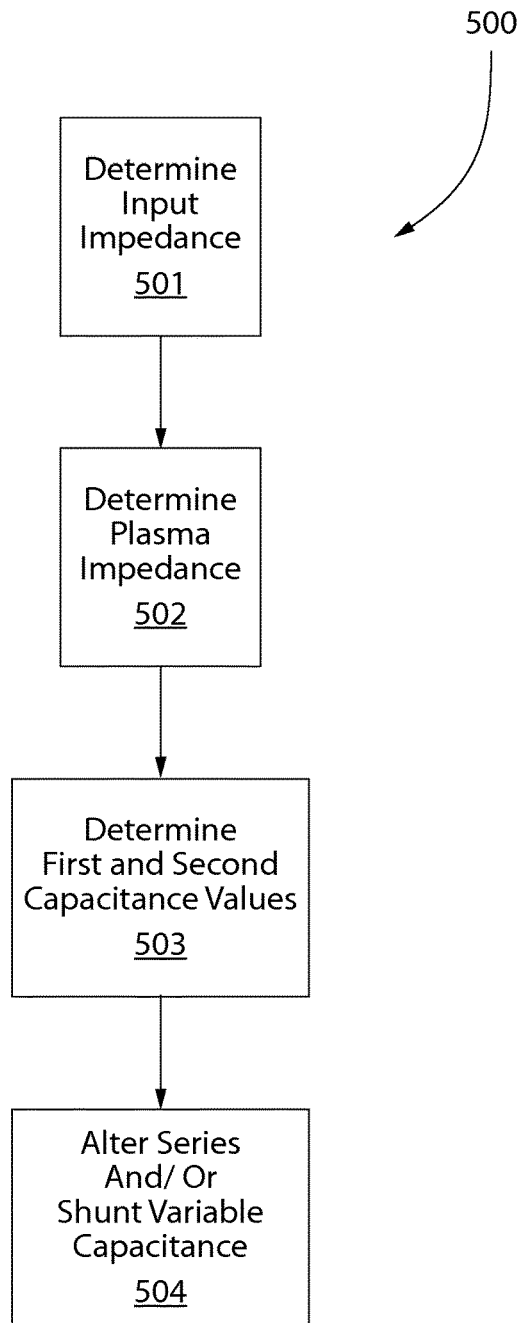 500
Determine
Input
Impedance
501
Determine
Plasma
Impedance
502
Determine
First and Second
Capacitance Values
503
Alter Series
And/ Or
Shunt Variable
Capacitance
504